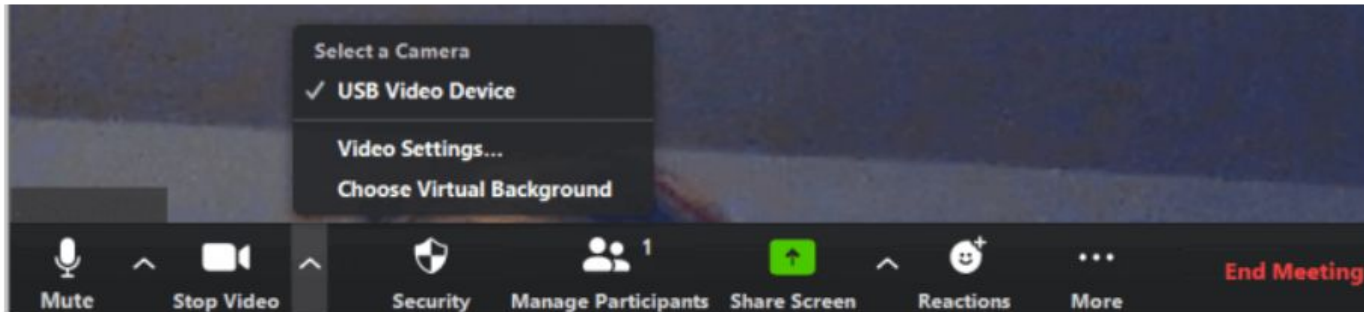 Select a Camera
USB Video Device
Video Settings...
Choose Virtual Background
1
Mute
Stop Video
Security
Manage Participants
Share Screen
Reactions
More
End Meeting